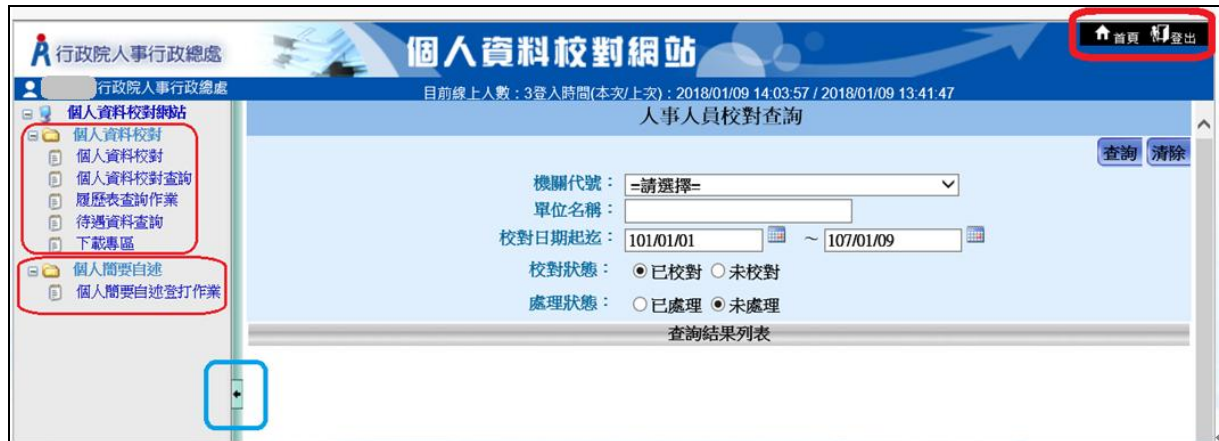 首頁 登出
行政院人事行政總處
個人資料校對網站
行政院人事行政總處
目前線上人數：3登入時間(本次/上次)：2018/01/09 14:03:57 / 2018/01/09 13:41:47
個人資料校對網站
個人資料校對
個人資料校對
個人資料校對查詢
履歷表查詢作業
待遇資料查詢
下載專區
個人簡要自述
個人簡要自述登打作業
人事人員校對查詢
查詢 清除
機關代號： =請選擇=
單位名稱：
校對日期起迄： 101/01/01 ~ 107/01/09
校對狀態： 已校對 未校對
處理狀態： 已處理 未處理
查詢結果列表